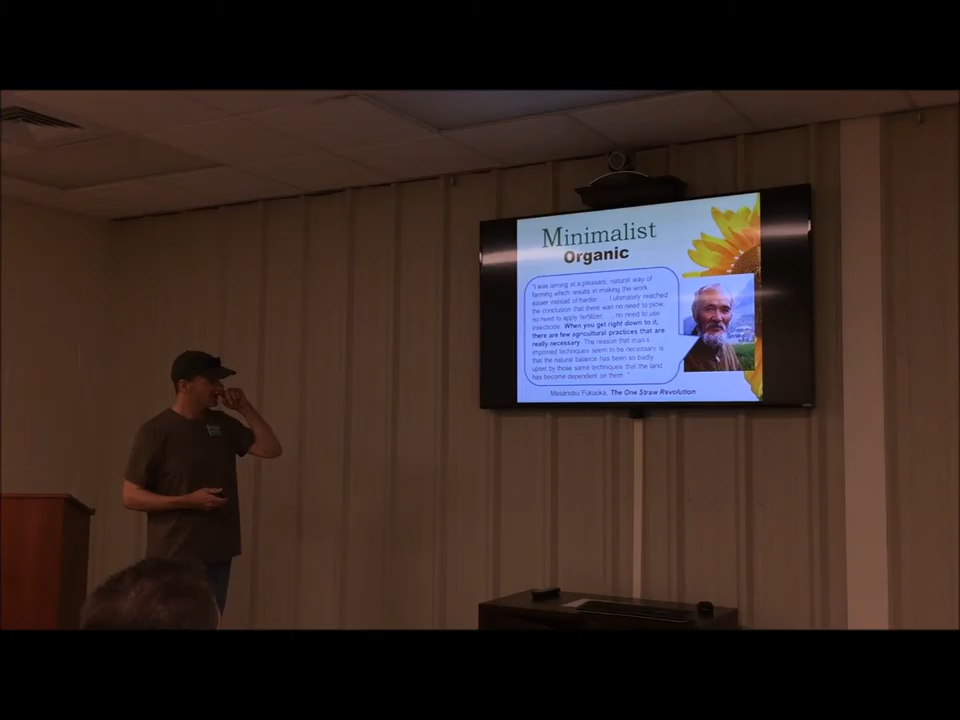 Minimalist
Organic
"I was aiming at a pleasant, natural way of
farming which results in making the work
easier instead of harder. . . . I ultimately reached
the conclusion that there was no need to plow,
no need to apply fertilizer, . . . no need to use
insecticide. When you get right down to it,
there are few agricultural practices that are
really necessary. The reason that man's
improved techniques seem to be necessary is
that the natural balance has been so badly
upset by those same techniques that the land
has become dependent on them."
Masanobu Fukuoka, The One Straw Revolution